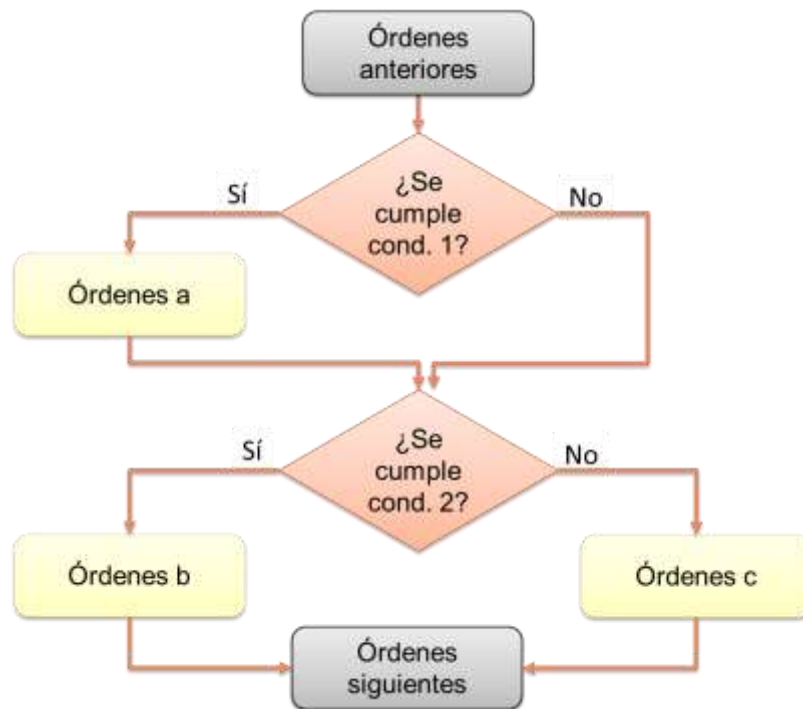 Órdenes
anteriores
¿Se
cumple
cond. 1?
Sí
No
Órdenes a
¿Se
cumple
cond. 2?
Sí
No
Órdenes b
Órdenes c
Órdenes
siguientes